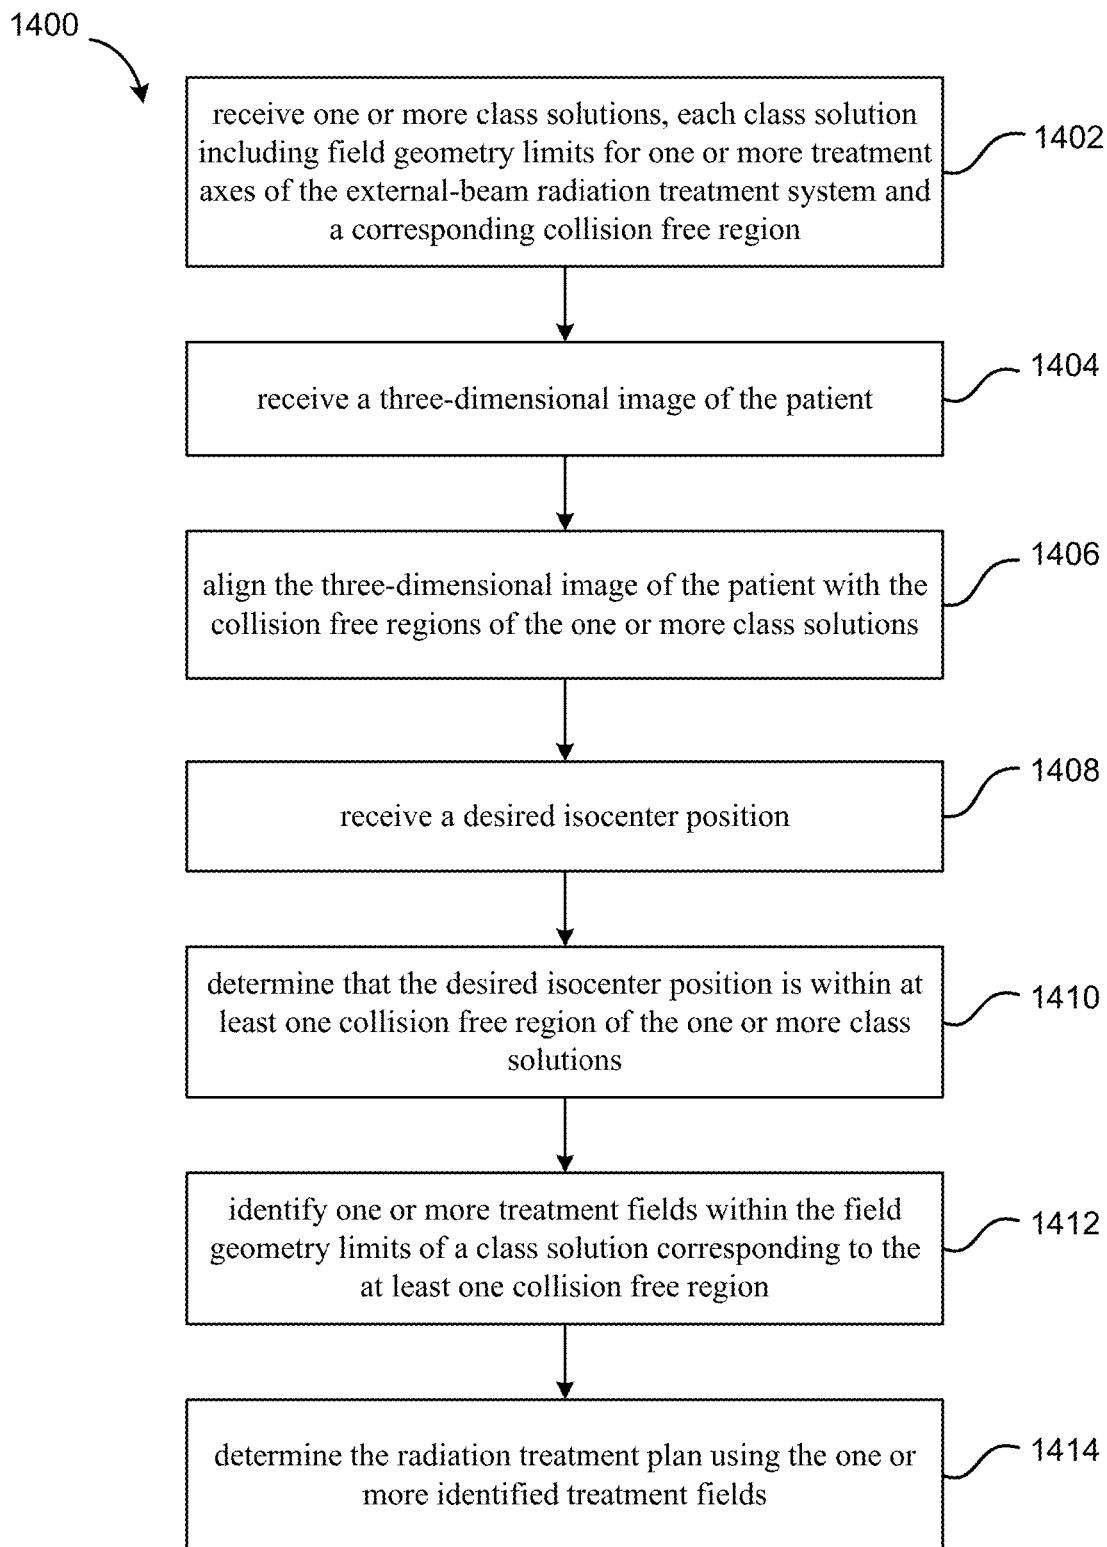 1400
receive one or more class solutions, each class solution
including field geometry limits for one or more treatment
axes of the external-beam radiation treatment system and
a corresponding collision free region
1402
receive a three-dimensional image of the patient
1404
align the three-dimensional image of the patient with the
collision free regions of the one or more class solutions
1406
receive a desired isocenter position
1408
determine that the desired isocenter position is within at
least one collision free region of the one or more class
solutions
1410
identify one or more treatment fields within the field
geometry limits of a class solution corresponding to the
at least one collision free region
1412
determine the radiation treatment plan using the one or
more identified treatment fields
1414